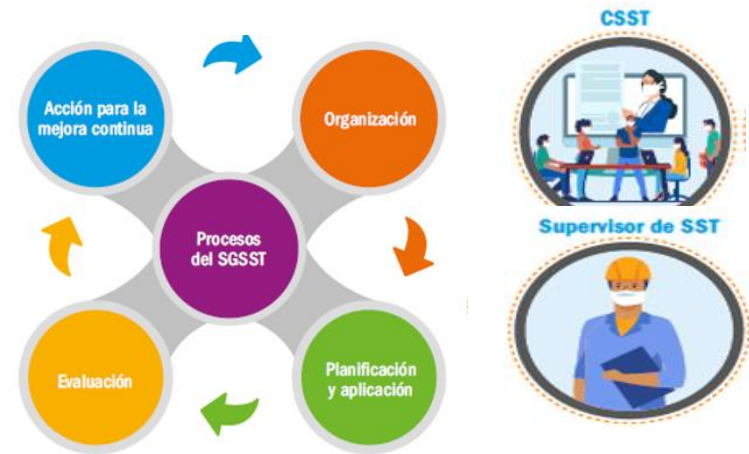 Acción para la
mejora continua
Organización
Procesos
del SGSST
Evaluación
Planificación
y aplicación
CSST
Supervisor de SST